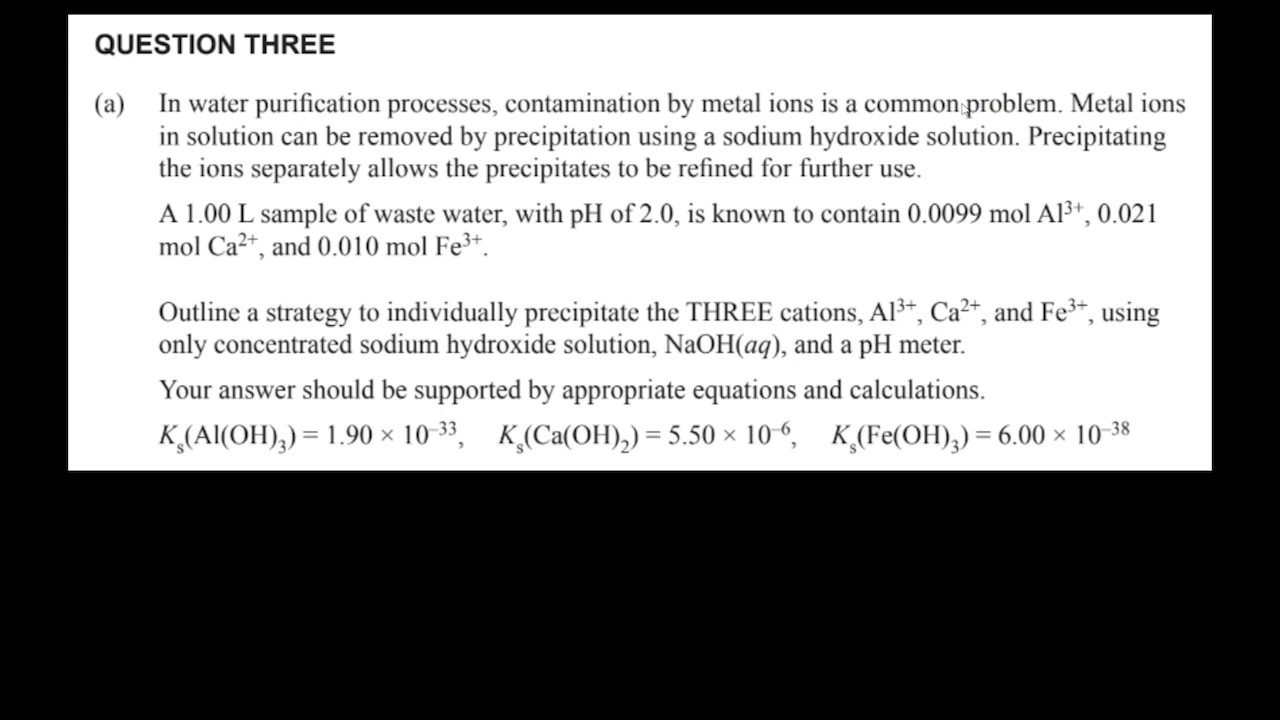 QUESTION THREE
(a) In water purification processes, contamination by metal ions is a common problem. Metal ions
in solution can be removed by precipitation using a sodium hydroxide solution. Precipitating
the ions separately allows the precipitates to be refined for further use.
A 1.00 L sample of waste water, with pH of 2.0, is known to contain 0.0099 mol Al³⁺, 0.021
mol Ca²⁺, and 0.010 mol Fe³⁺.
Outline a strategy to individually precipitate the THREE cations, Al³⁺, Ca²⁺, and Fe³⁺, using
only concentrated sodium hydroxide solution, NaOH(aq), and a pH meter.
Your answer should be supported by appropriate equations and calculations.
Kₛ(Al(OH)₃) = 1.90 × 10⁻³³, Kₛ(Ca(OH)₂) = 5.50 × 10⁻⁶, Kₛ(Fe(OH)₃) = 6.00 × 10⁻³⁸